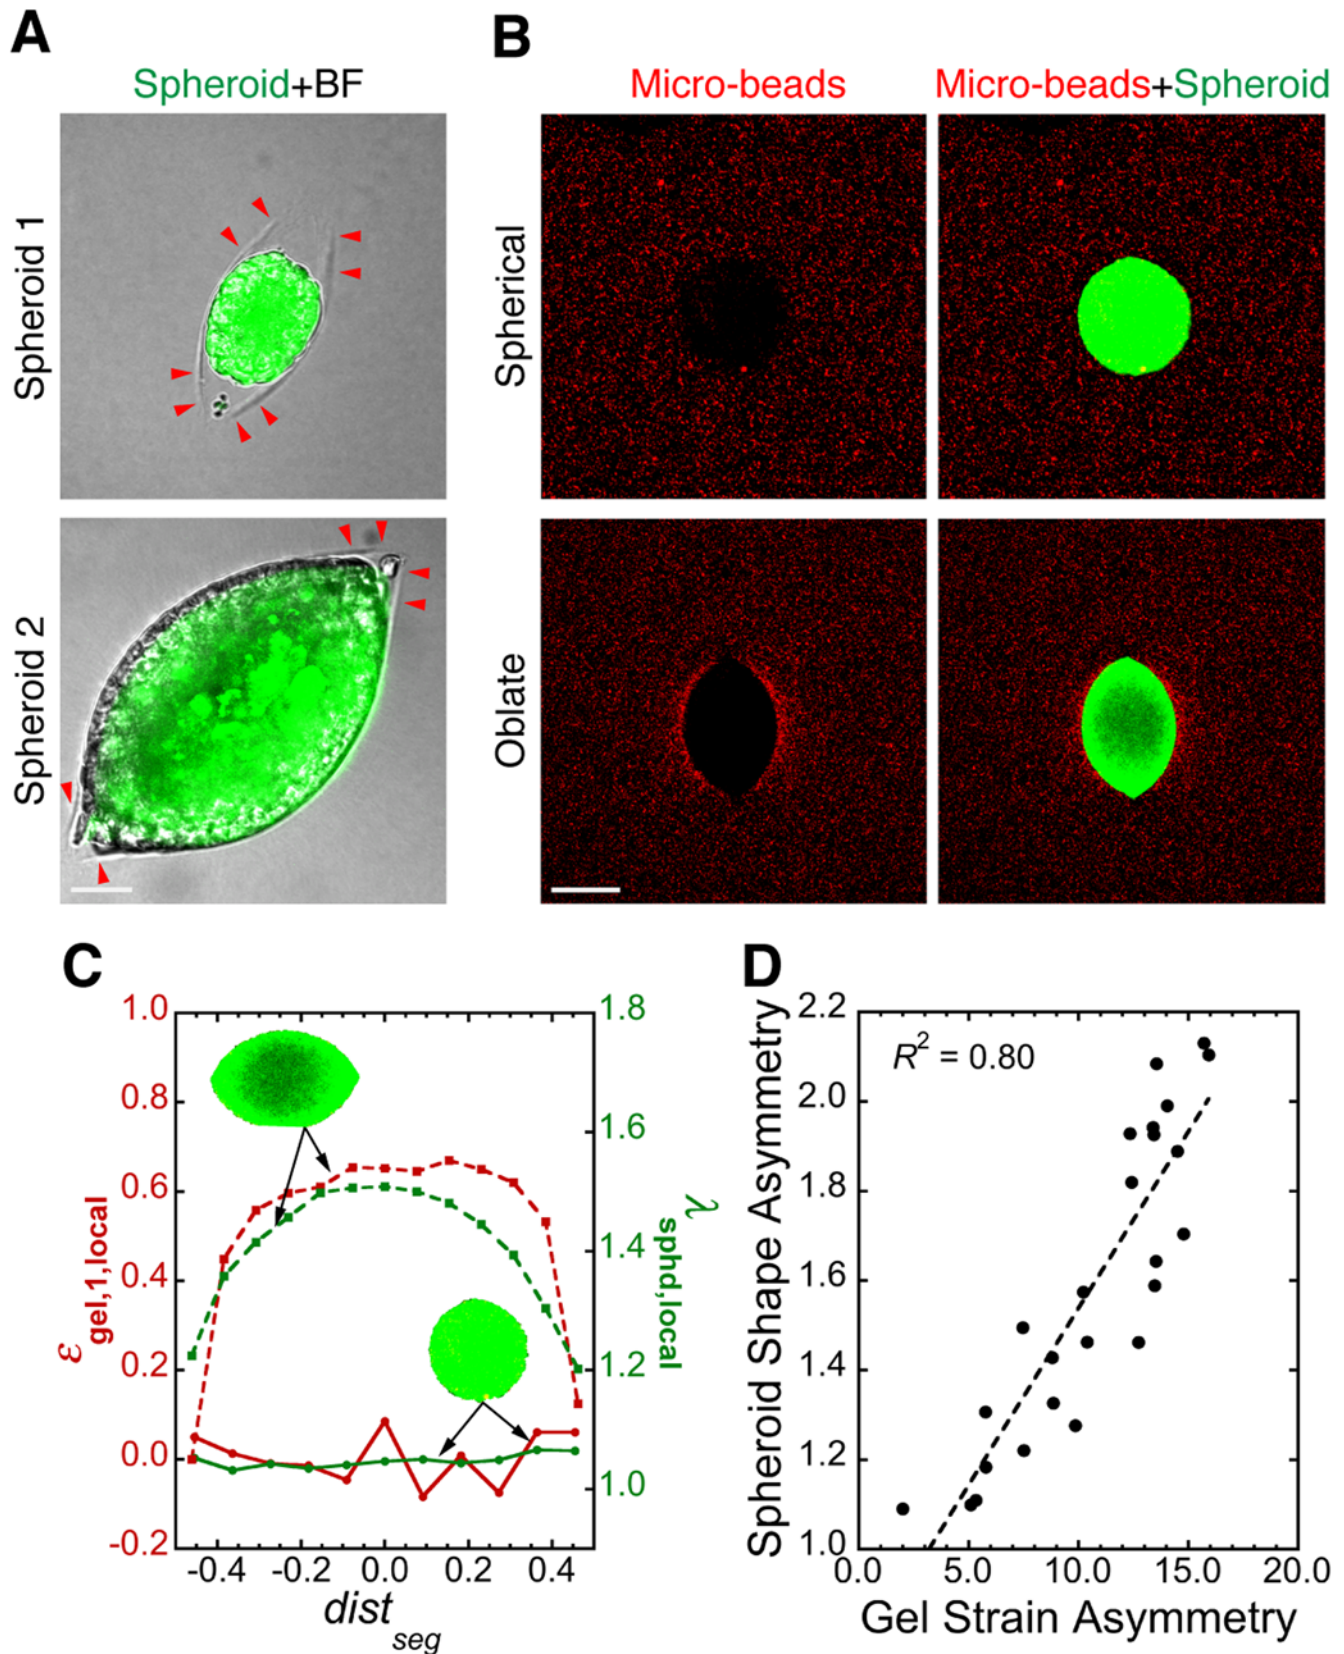 A
B
Spheroid+BF
Micro-beads
Micro-beads+Spheroid
Spheroid 1
Spherical
Spheroid 2
Oblate
C
D
1.0
0.8
0.6
0.4
0.2
0.0
-0.2
ε gel,1,local
1.8
1.6
1.4
1.2
1.0
λ sphd,local
-0.4 -0.2 0.0 0.2 0.4
dist seg
Spheroid Shape Asymmetry
2.2
2.0
1.8
1.6
1.4
1.2
1.0
R² = 0.80
0.0 5.0 10.0 15.0 20.0
Gel Strain Asymmetry